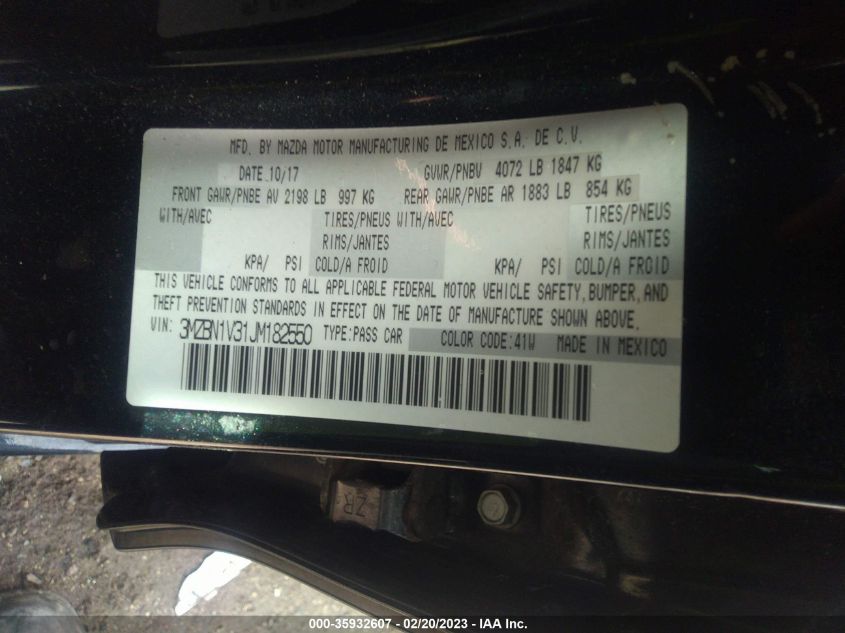 MFD. BY MAZDA MOTOR MANUFACTURING DE MEXICO S.A. DE C.V.
DATE.10/17 GVWR/PNBV 4072 LB 1847 KG
FRONT GAWR/PNBE AV 2198 LB 997 KG REAR GAWR/PNBE AR 1883 LB 854 KG
WITH/AVEC TIRES/PNEUS WITH/AVEC TIRES/PNEUS
RIMS/JANTES RIMS/JANTES
KPA/ PSI COLD/A FROID KPA/ PSI COLD/A FROID
THIS VEHICLE CONFORMS TO ALL APPLICABLE FEDERAL MOTOR VEHICLE SAFETY, BUMPER, AND
THEFT PREVENTION STANDARDS IN EFFECT ON THE DATE OF MANUFACTURE SHOWN ABOVE.
VIN: 3MZBN1V31JM182550 TYPE:PASS CAR COLOR CODE:41W MADE IN MEXICO
ZR
000-35932607 - 02/20/2023 - IAA Inc.